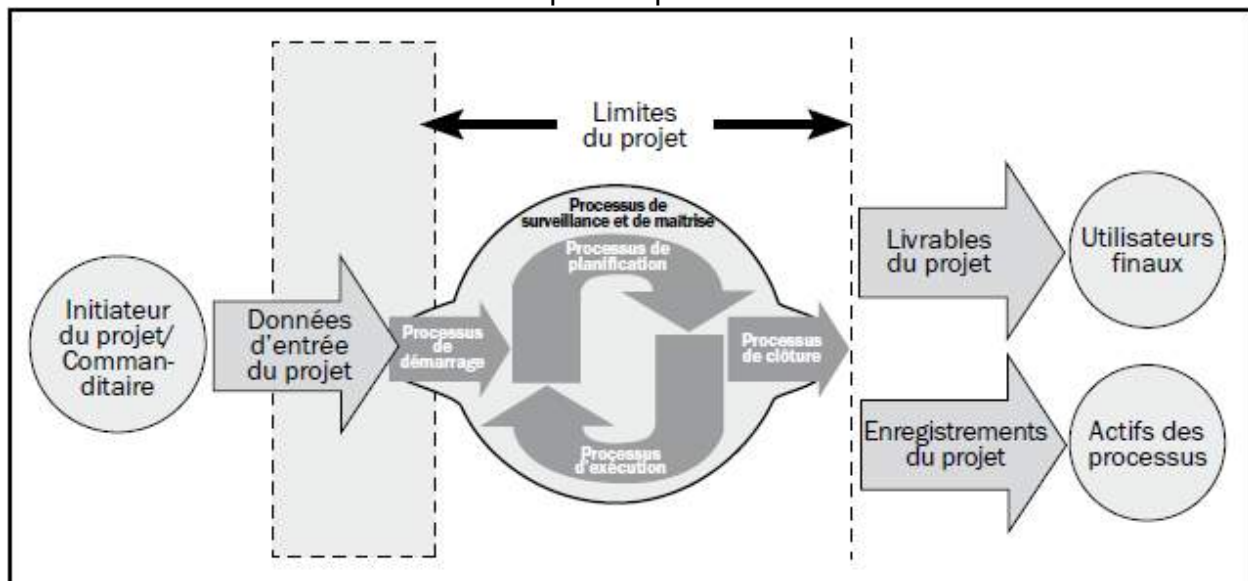 Limites
du projet
Processus de
surveillance et de maîtrise
Processus de
planification
Initiateur
du projet/
Comman-
ditaire
Données
d'entrée
du projet
Processus
de
démarrage
Processus
de clôture
Processus
d'exécution
Livrables
du projet
Utilisateurs
finaux
Enregistrements
du projet
Actifs des
processus